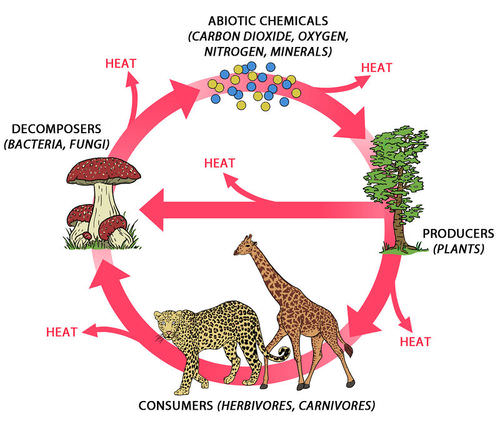 ABIOTIC CHEMICALS
(CARBON DIOXIDE, OXYGEN,
NITROGEN, MINERALS)
HEAT
HEAT
DECOMPOSERS
(BACTERIA, FUNGI)
HEAT
PRODUCERS
(PLANTS)
HEAT
HEAT
CONSUMERS (HERBIVORES, CARNIVORES)